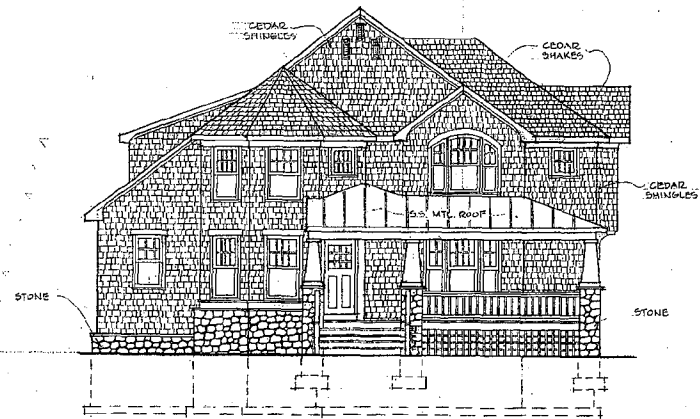 CEDAR
SHINGLES
CEDAR
SHAKES
CEDAR
SHINGLES
S.S. MTL. ROOF
STONE
STONE